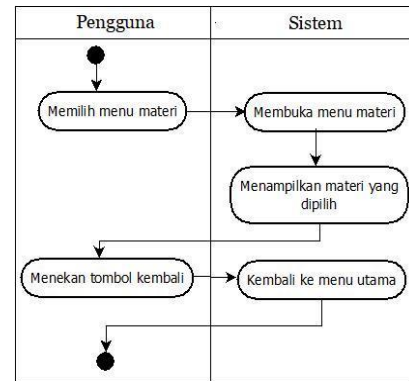 Pengguna
Sistem
Memilih menu materi
Membuka menu materi
Menampilkan materi yang
dipilih
Menekan tombol kembali
Kembali ke menu utama